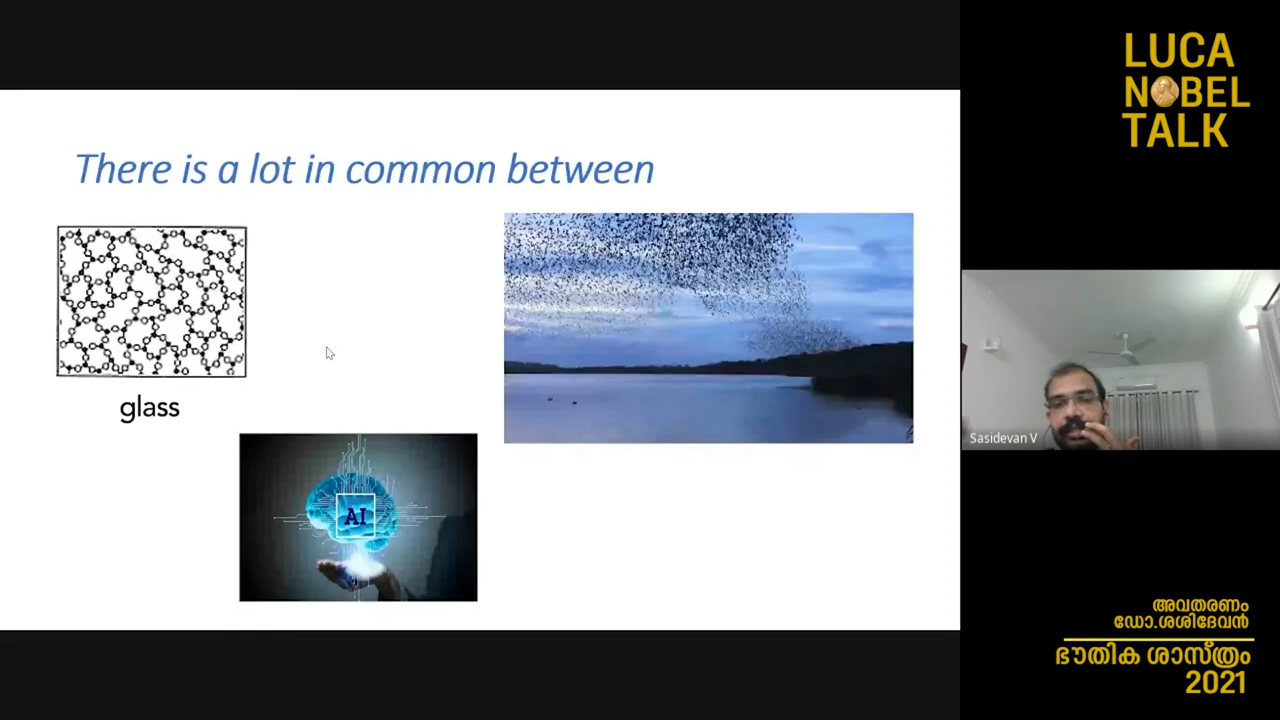 There is a lot in common between
glass
AI
LUCA
NOBEL
TALK
Sasidevan V
അവതരണം
ഡോ.ശശിദേവൻ
ഭൗതിക ശാസ്ത്രം
2021